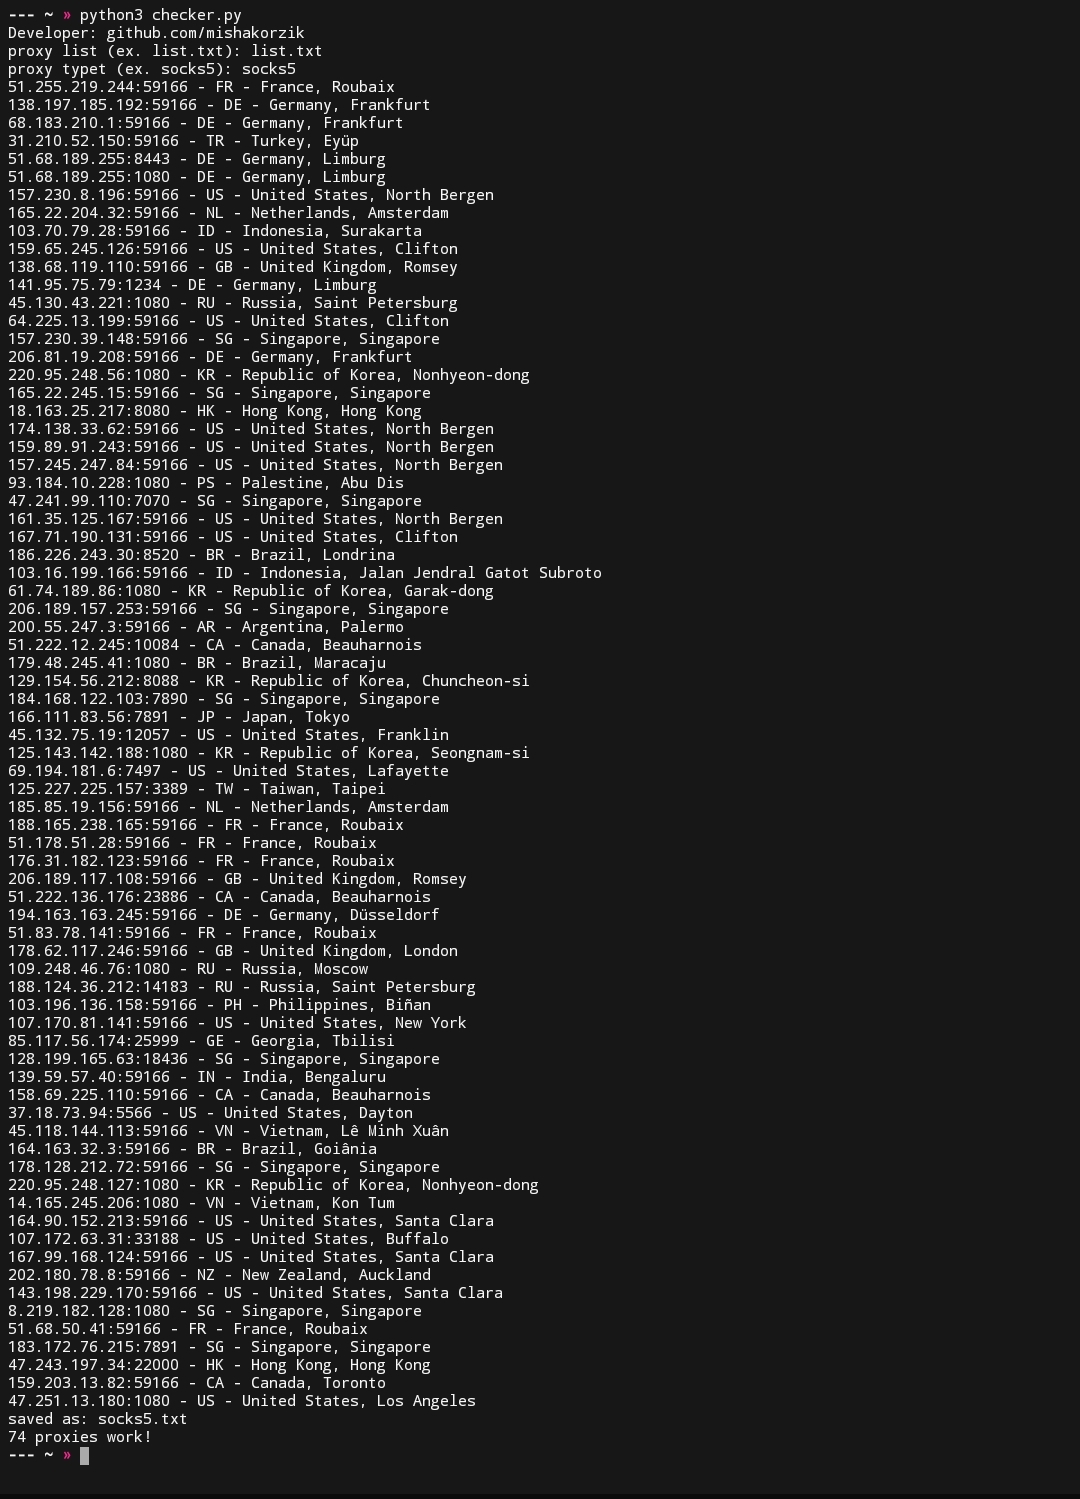 --- ~ » python3 checker.py
Developer: github.com/mishakorzik
proxy list (ex. list.txt): list.txt
proxy typet (ex. socks5): socks5
51.255.219.244:59166 - FR - France, Roubaix
138.197.185.192:59166 - DE - Germany, Frankfurt
68.183.210.1:59166 - DE - Germany, Frankfurt
31.210.52.150:59166 - TR - Turkey, Eyüp
51.68.189.255:8443 - DE - Germany, Limburg
51.68.189.255:1080 - DE - Germany, Limburg
157.230.8.196:59166 - US - United States, North Bergen
165.22.204.32:59166 - NL - Netherlands, Amsterdam
103.70.79.28:59166 - ID - Indonesia, Surakarta
159.65.245.126:59166 - US - United States, Clifton
138.68.119.110:59166 - GB - United Kingdom, Romsey
141.95.75.79:1234 - DE - Germany, Limburg
45.130.43.221:1080 - RU - Russia, Saint Petersburg
64.225.13.199:59166 - US - United States, Clifton
157.230.39.148:59166 - SG - Singapore, Singapore
206.81.19.208:59166 - DE - Germany, Frankfurt
220.95.248.56:1080 - KR - Republic of Korea, Nonhyeon-dong
165.22.245.15:59166 - SG - Singapore, Singapore
18.163.25.217:8080 - HK - Hong Kong, Hong Kong
174.138.33.62:59166 - US - United States, North Bergen
159.89.91.243:59166 - US - United States, North Bergen
157.245.247.84:59166 - US - United States, North Bergen
93.184.10.228:1080 - PS - Palestine, Abu Dis
47.241.99.110:7070 - SG - Singapore, Singapore
161.35.125.167:59166 - US - United States, North Bergen
167.71.190.131:59166 - US - United States, Clifton
186.226.243.30:8520 - BR - Brazil, Londrina
103.16.199.166:59166 - ID - Indonesia, Jalan Jendral Gatot Subroto
61.74.189.86:1080 - KR - Republic of Korea, Garak-dong
206.189.157.253:59166 - SG - Singapore, Singapore
200.55.247.3:59166 - AR - Argentina, Palermo
51.222.12.245:10084 - CA - Canada, Beauharnois
179.48.245.41:1080 - BR - Brazil, Maracaju
129.154.56.212:8088 - KR - Republic of Korea, Chuncheon-si
184.168.122.103:7890 - SG - Singapore, Singapore
166.111.83.56:7891 - JP - Japan, Tokyo
45.132.75.19:12057 - US - United States, Franklin
125.143.142.188:1080 - KR - Republic of Korea, Seongnam-si
69.194.181.6:7497 - US - United States, Lafayette
125.227.225.157:3389 - TW - Taiwan, Taipei
185.85.19.156:59166 - NL - Netherlands, Amsterdam
188.165.238.165:59166 - FR - France, Roubaix
51.178.51.28:59166 - FR - France, Roubaix
176.31.182.123:59166 - FR - France, Roubaix
206.189.117.108:59166 - GB - United Kingdom, Romsey
51.222.136.176:23886 - CA - Canada, Beauharnois
194.163.163.245:59166 - DE - Germany, Düsseldorf
51.83.78.141:59166 - FR - France, Roubaix
178.62.117.246:59166 - GB - United Kingdom, London
109.248.46.76:1080 - RU - Russia, Moscow
188.124.36.212:14183 - RU - Russia, Saint Petersburg
103.196.136.158:59166 - PH - Philippines, Biñan
107.170.81.141:59166 - US - United States, New York
85.117.56.174:25999 - GE - Georgia, Tbilisi
128.199.165.63:18436 - SG - Singapore, Singapore
139.59.57.40:59166 - IN - India, Bengaluru
158.69.225.110:59166 - CA - Canada, Beauharnois
37.18.73.94:5566 - US - United States, Dayton
45.118.144.113:59166 - VN - Vietnam, Lê Minh Xuân
164.163.32.3:59166 - BR - Brazil, Goiânia
178.128.212.72:59166 - SG - Singapore, Singapore
220.95.248.127:1080 - KR - Republic of Korea, Nonhyeon-dong
14.165.245.206:1080 - VN - Vietnam, Kon Tum
164.90.152.213:59166 - US - United States, Santa Clara
107.172.63.31:33188 - US - United States, Buffalo
167.99.168.124:59166 - US - United States, Santa Clara
202.180.78.8:59166 - NZ - New Zealand, Auckland
143.198.229.170:59166 - US - United States, Santa Clara
8.219.182.128:1080 - SG - Singapore, Singapore
51.68.50.41:59166 - FR - France, Roubaix
183.172.76.215:7891 - SG - Singapore, Singapore
47.243.197.34:22000 - HK - Hong Kong, Hong Kong
159.203.13.82:59166 - CA - Canada, Toronto
47.251.13.180:1080 - US - United States, Los Angeles
saved as: socks5.txt
74 proxies work!
--- ~ »